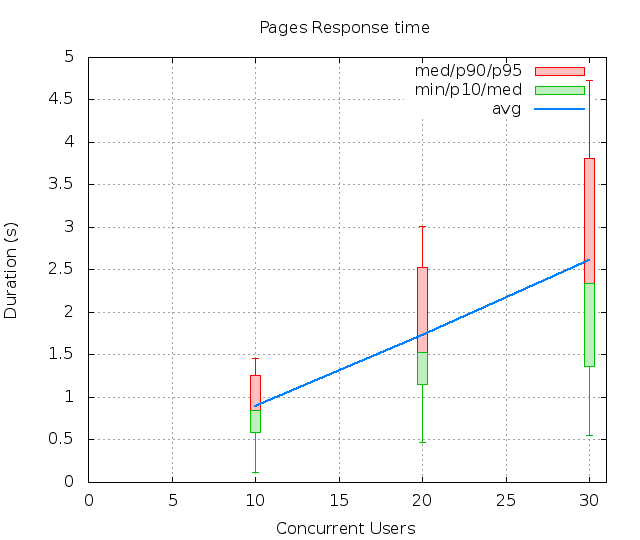 Pages Response time
med/p90/p95
min/p10/med
avg
5
4.5
4
3.5
3
2.5
2
1.5
1
0.5
0
Duration (s)
0 5 10 15 20 25 30
Concurrent Users